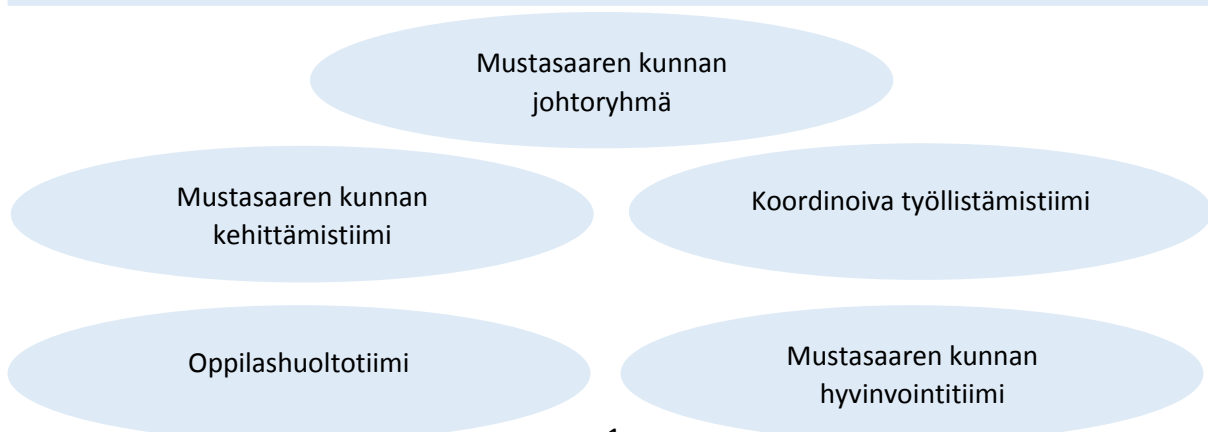 Mustasaaren kunnan
johtoryhmä
Mustasaaren kunnan
kehittämistiimi
Koordinoiva työllistämistiimi
Oppilashuoltotiimi
Mustasaaren kunnan
hyvinvointitiimi